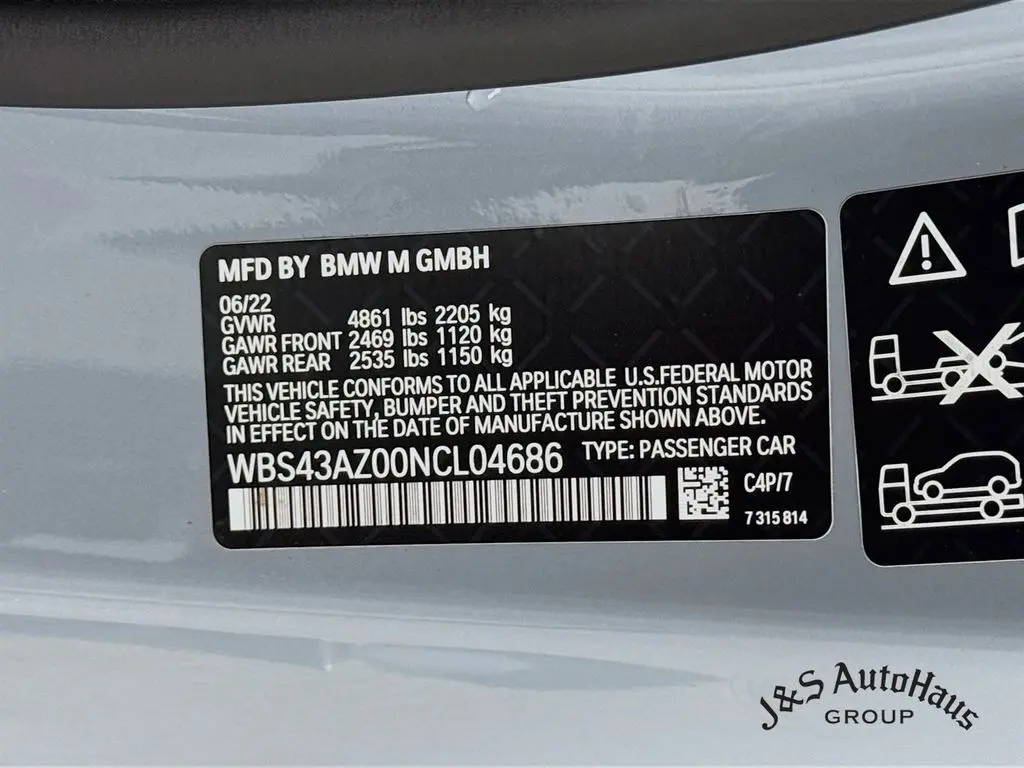 MFD BY BMW M GMBH
06/22
GVWR 4861 lbs 2205 kg
GAWR FRONT 2469 lbs 1120 kg
GAWR REAR 2535 lbs 1150 kg
THIS VEHICLE CONFORMS TO ALL APPLICABLE U.S.FEDERAL MOTOR
VEHICLE SAFETY, BUMPER AND THEFT PREVENTION STANDARDS
IN EFFECT ON THE DATE OF MANUFACTURE SHOWN ABOVE.
WBS43AZ00NCL04686 TYPE: PASSENGER CAR
C4P/7
7 315 814
J&S AutoHaus
GROUP